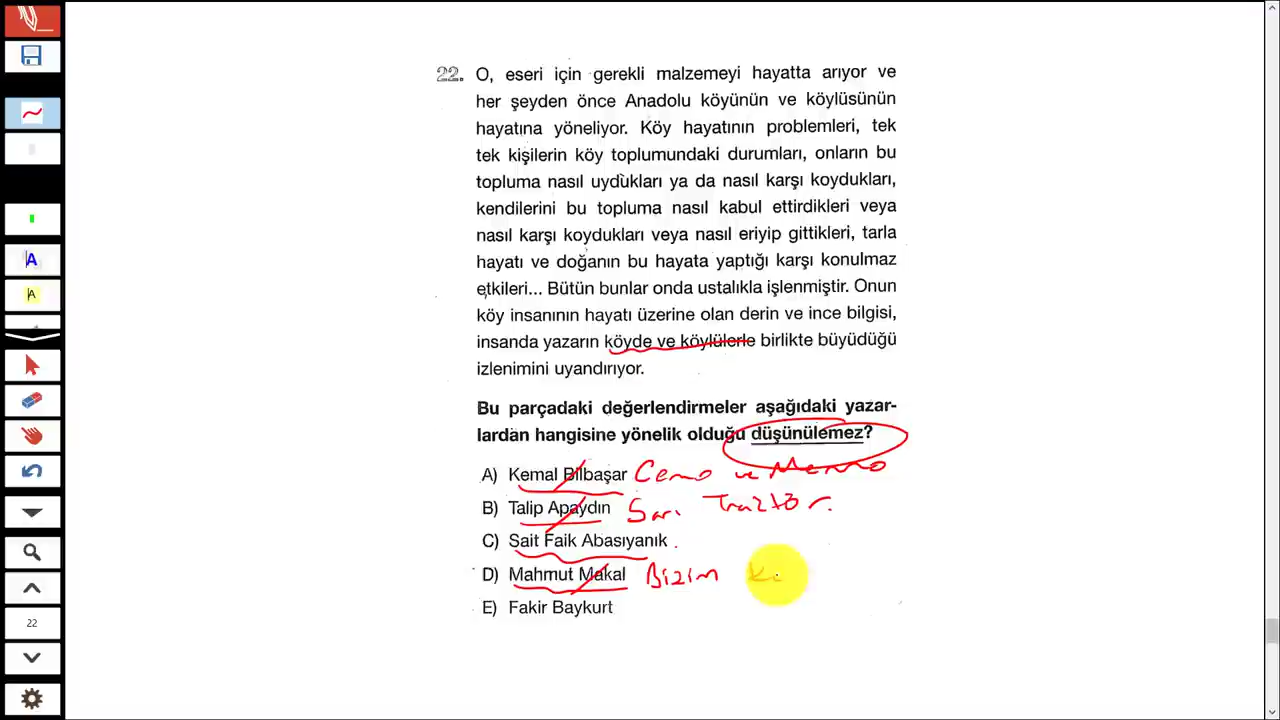 22. O, eseri için gerekli malzemeyi hayatta arıyor ve
her şeyden önce Anadolu köyünün ve köylüsünün
hayatına yöneliyor. Köy hayatının problemleri, tek
tek kişilerin köy toplumundaki durumları, onların bu
topluma nasıl uydukları ya da nasıl karşı koydukları,
kendilerini bu topluma nasıl kabul ettirdikleri veya
nasıl karşı koydukları veya nasıl eriyip gittikleri, tarla
hayatı ve doğanın bu hayata yaptığı karşı konulmaz
etkileri... Bütün bunlar onda ustalıkla işlenmiştir. Onun
köy insanının hayatı üzerine olan derin ve ince bilgisi,
insanda yazarın köyde ve köylülerle birlikte büyüdüğü
izlenimini uyandırıyor.
Bu parçadaki değerlendirmeler aşağıdaki yazar-
lardan hangisine yönelik olduğu düşünülemez?
A) Kemal Bilbaşar Cemo ve Memo
B) Talip Apaydın Sarı Traktör
C) Sait Faik Abasıyanık
D) Mahmut Makal Bizim
E) Fakir Baykurt
A
A
22